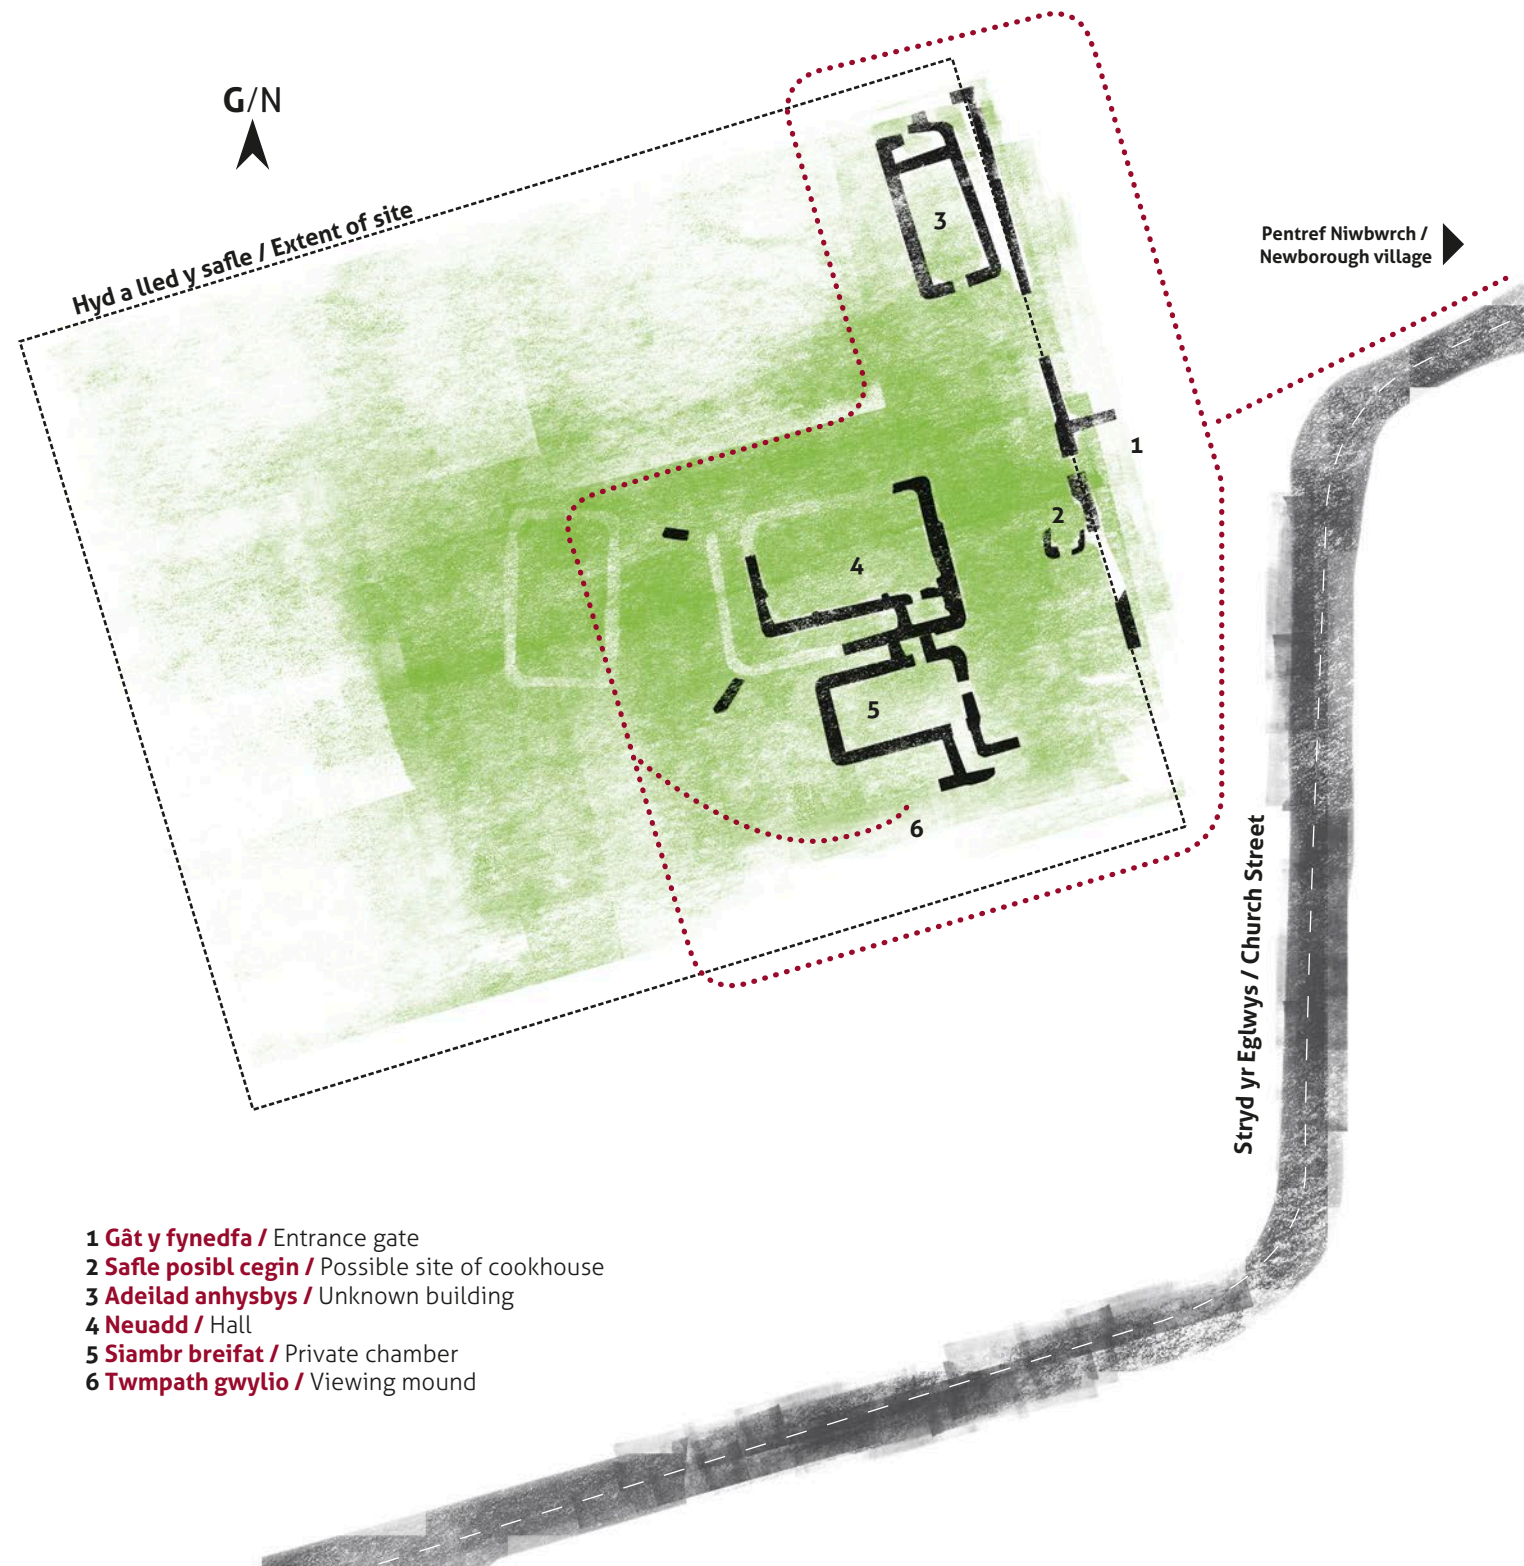 G/N
Hyd a lled y safle / Extent of site
Pentref Niwbwrch /
Newborough village
3
1
2
4
5
6
Stryd yr Eglwys / Church Street
1 Gât y fynedfa / Entrance gate
2 Safle posibl cegin / Possible site of cookhouse
3 Adeilad anhysbys / Unknown building
4 Neuadd / Hall
5 Siambr breifat / Private chamber
6 Twmpath gwylio / Viewing mound